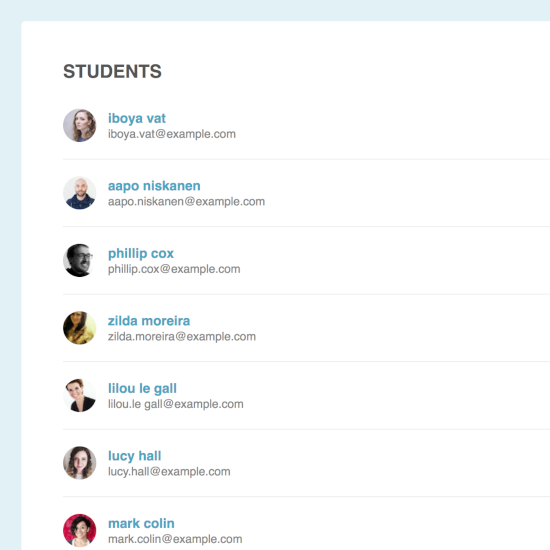 STUDENTS
iboya vat
iboya.vat@example.com
aapo niskanen
aapo.niskanen@example.com
phillip cox
phillip.cox@example.com
zilda moreira
zilda.moreira@example.com
lilou le gall
lilou.le gall@example.com
lucy hall
lucy.hall@example.com
mark colin
mark.colin@example.com